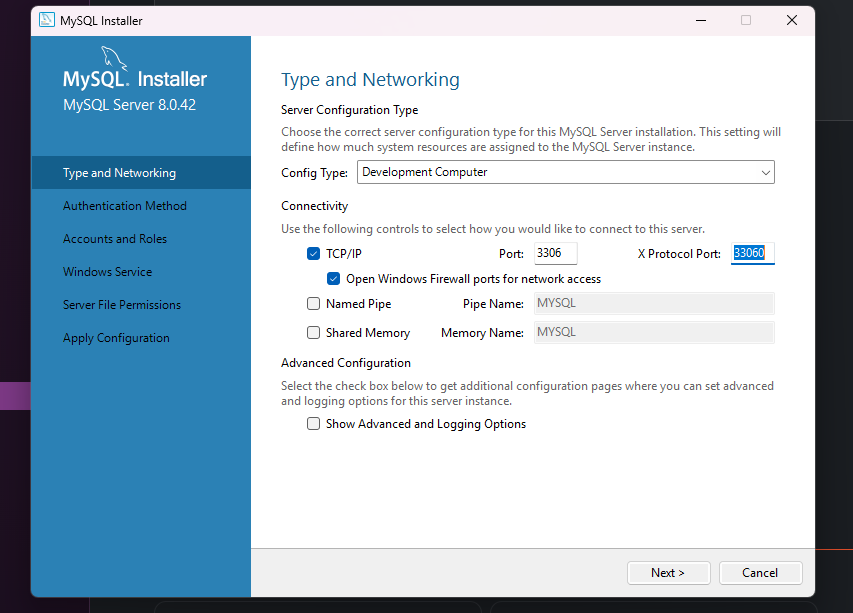 MySQL Installer
MySQL. Installer
MySQL Server 8.0.42
Type and Networking
Authentication Method
Accounts and Roles
Windows Service
Server File Permissions
Apply Configuration
Type and Networking
Server Configuration Type
Choose the correct server configuration type for this MySQL Server installation. This setting will
define how much system resources are assigned to the MySQL Server instance.
Config Type: Development Computer
Connectivity
Use the following controls to select how you would like to connect to this server.
TCP/IP Port: 3306 X Protocol Port: 33060
Open Windows Firewall ports for network access
Named Pipe Pipe Name: MYSQL
Shared Memory Memory Name: MYSQL
Advanced Configuration
Select the check box below to get additional configuration pages where you can set advanced
and logging options for this server instance.
Show Advanced and Logging Options
Next > Cancel